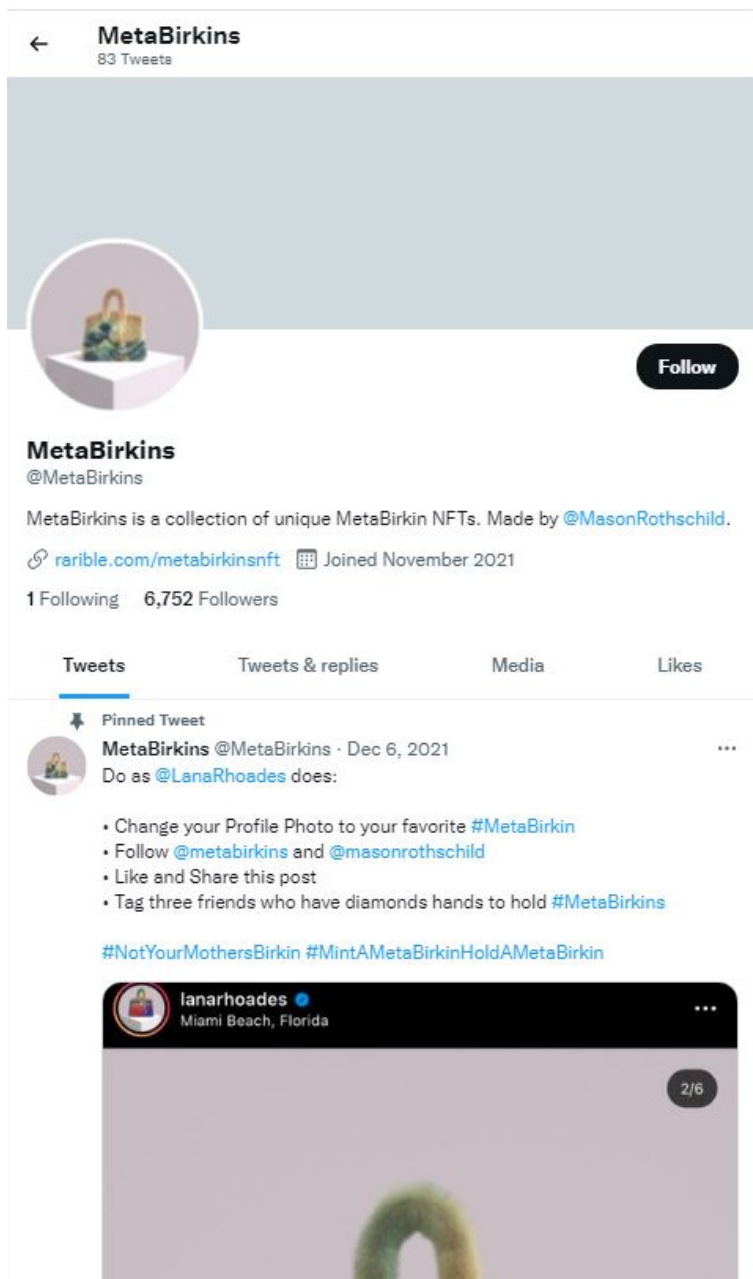 MetaBirkins
83 Tweets
Follow
MetaBirkins
@MetaBirkins
MetaBirkins is a collection of unique MetaBirkin NFTs. Made by @MasonRothschild.
rarible.com/metabirkinsnft Joined November 2021
1 Following 6,752 Followers
Tweets Tweets & replies Media Likes
Pinned Tweet
MetaBirkins @MetaBirkins · Dec 6, 2021
Do as @LanaRhoades does:
• Change your Profile Photo to your favorite #MetaBirkin
• Follow @metabirkins and @masonrothschild
• Like and Share this post
• Tag three friends who have diamonds hands to hold #MetaBirkins
#NotYourMothersBirkin #MintAMetaBirkinHoldAMetaBirkin
lanarhoades
Miami Beach, Florida
2/6